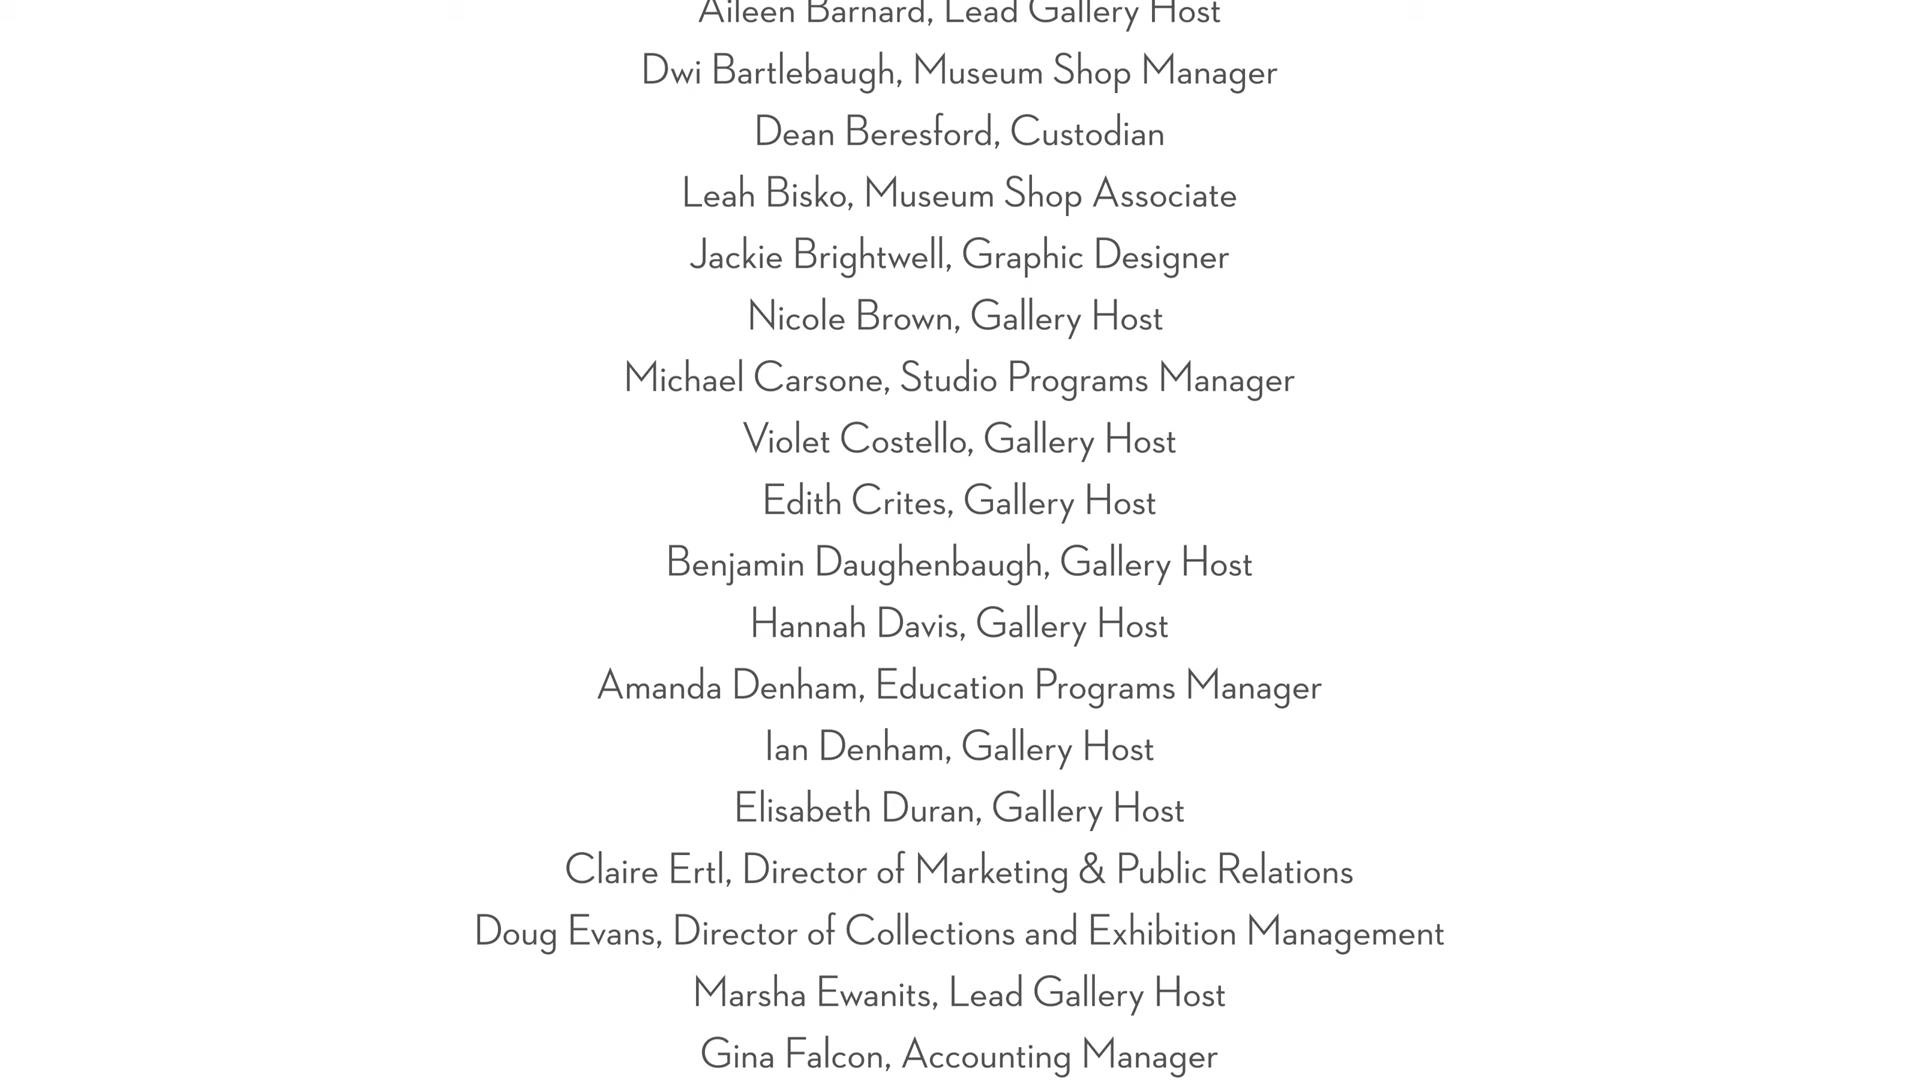 Aileen Barnard, Lead Gallery Host
Dwi Bartlebaugh, Museum Shop Manager
Dean Beresford, Custodian
Leah Bisko, Museum Shop Associate
Jackie Brightwell, Graphic Designer
Nicole Brown, Gallery Host
Michael Carsone, Studio Programs Manager
Violet Costello, Gallery Host
Edith Crites, Gallery Host
Benjamin Daughenbaugh, Gallery Host
Hannah Davis, Gallery Host
Amanda Denham, Education Programs Manager
Ian Denham, Gallery Host
Elisabeth Duran, Gallery Host
Claire Ertl, Director of Marketing & Public Relations
Doug Evans, Director of Collections and Exhibition Management
Marsha Ewanits, Lead Gallery Host
Gina Falcon, Accounting Manager